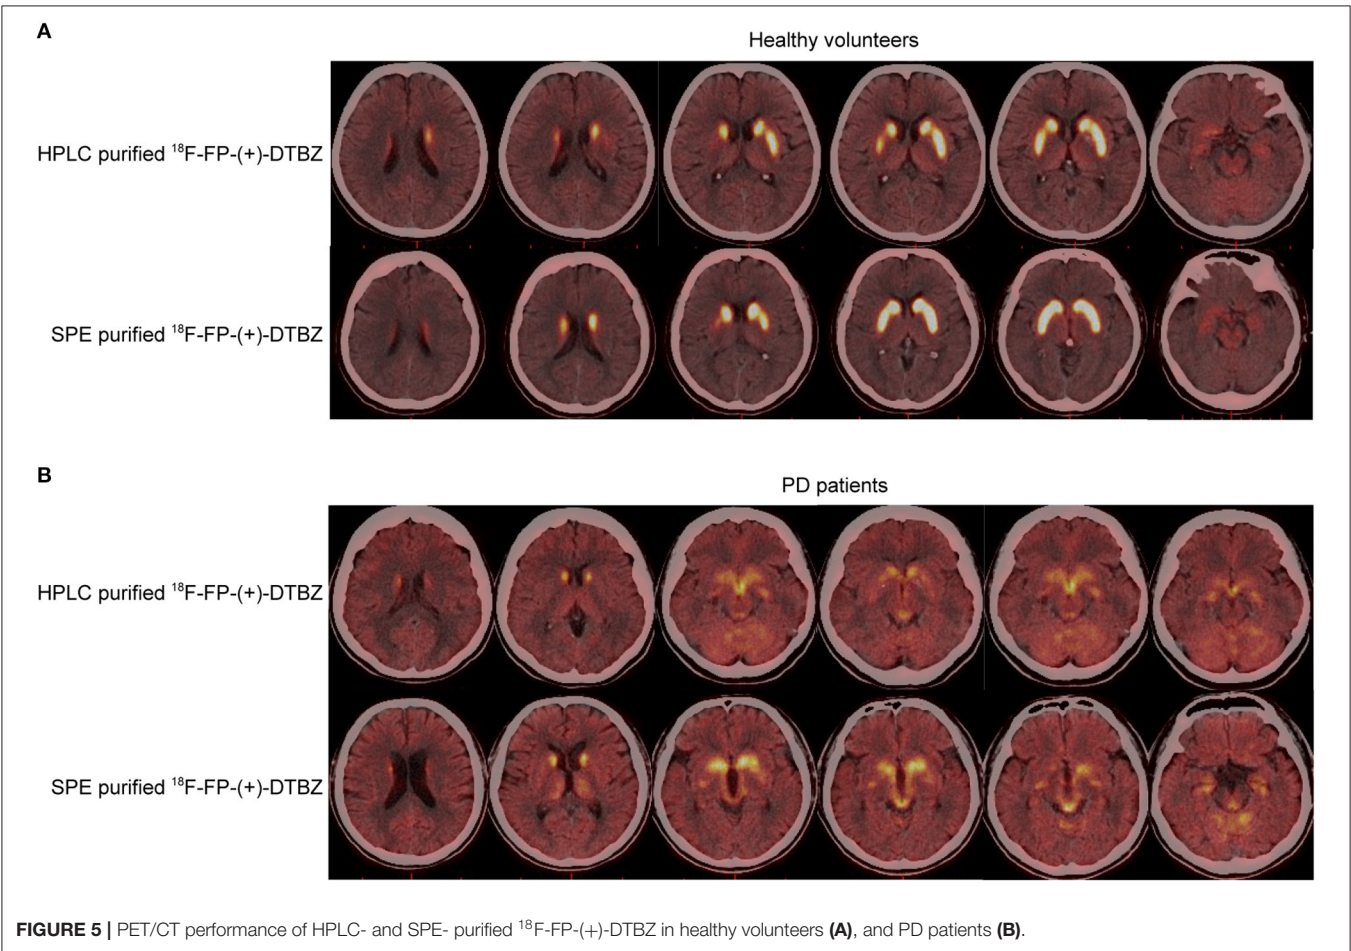 A
Healthy volunteers
HPLC purified ¹⁸F-FP-(+)-DTBZ
SPE purified ¹⁸F-FP-(+)-DTBZ
B
PD patients
HPLC purified ¹⁸F-FP-(+)-DTBZ
SPE purified ¹⁸F-FP-(+)-DTBZ
FIGURE 5 | PET/CT performance of HPLC- and SPE- purified ¹⁸F-FP-(+)-DTBZ in healthy volunteers (A), and PD patients (B).